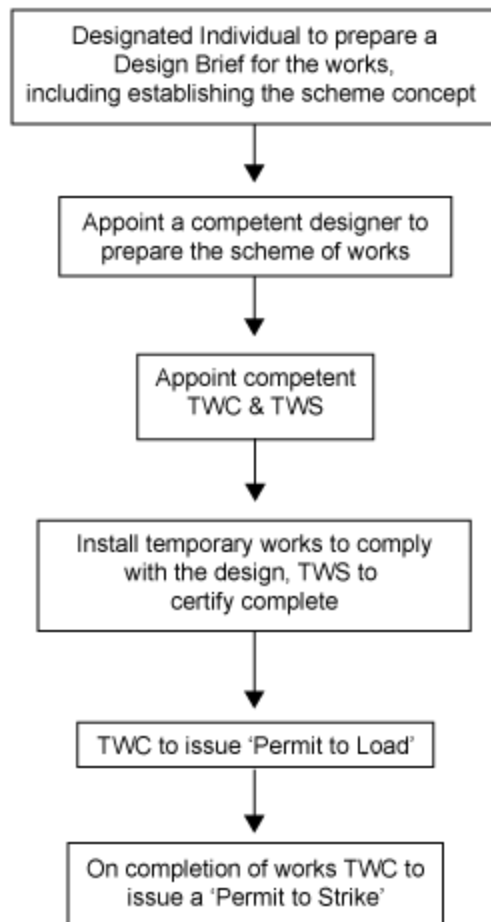 Designated Individual to prepare a
Design Brief for the works,
including establishing the scheme concept
Appoint a competent designer to
prepare the scheme of works
Appoint competent
TWC & TWS
Install temporary works to comply
with the design, TWS to
certify complete
TWC to issue ‘Permit to Load’
On completion of works TWC to
issue a ‘Permit to Strike’